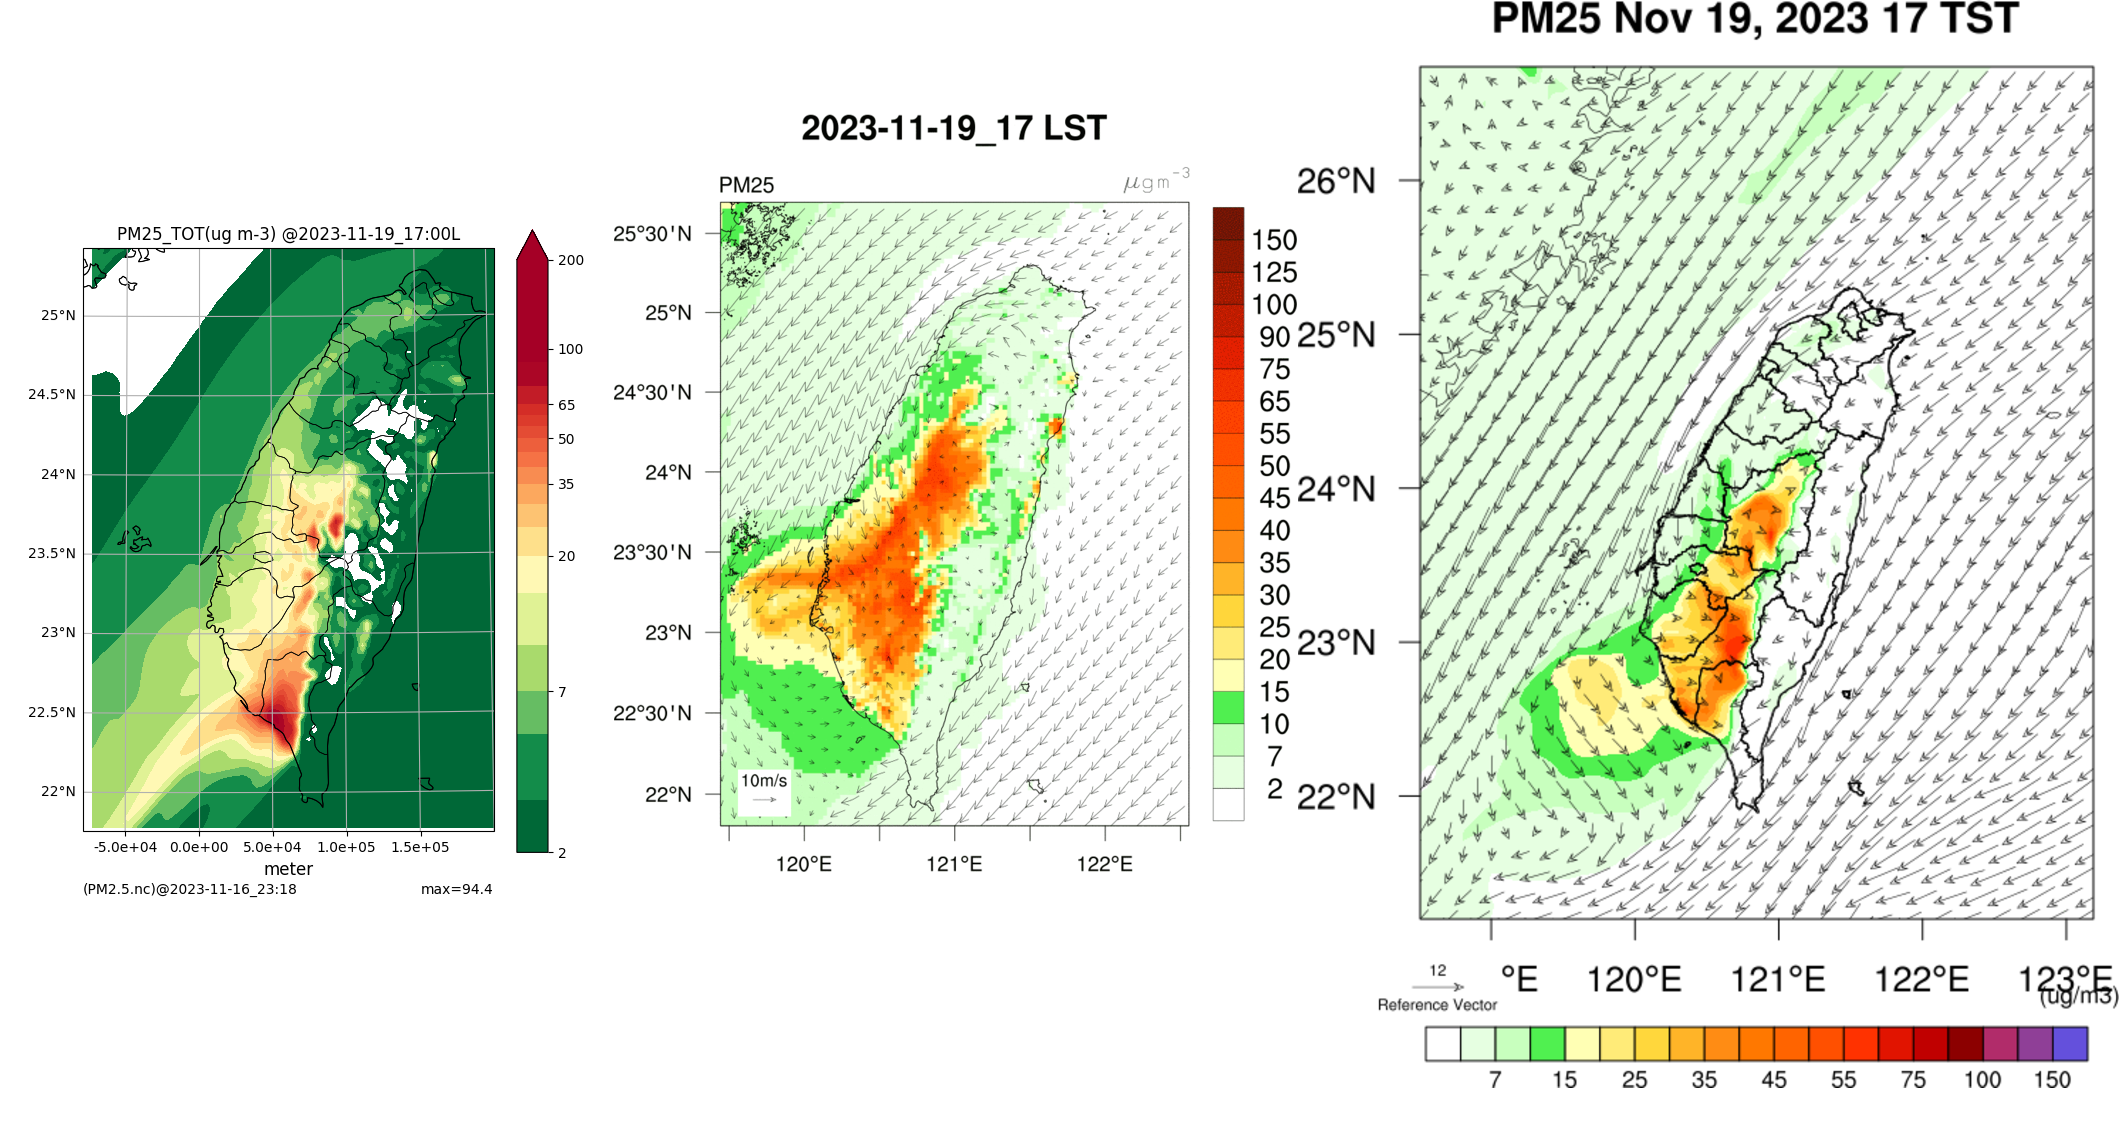 PM25_TOT(ug m-3) @2023-11-19_17:00L
25°N
24.5°N
24°N
23.5°N
23°N
22.5°N
22°N
-5.0e+04 0.0e+00 5.0e+04 1.0e+05 1.5e+05
meter
(PM2.5.nc)@2023-11-16_23:18 max=94.4
200
100
65
50
35
20
7
2
2023-11-19_17 LST
PM25 μgm⁻³
25°30'N
25°N
24°30'N
24°N
23°30'N
23°N
22°30'N
22°N
10m/s
120°E 121°E 122°E
150
125
100
90
75
65
55
50
45
40
35
30
25
20
15
10
7
2
PM25 Nov 19, 2023 17 TST
26°N
25°N
24°N
23°N
22°N
°E 120°E 121°E 122°E 123°E
12
Reference Vector
(ug/m3)
7 15 25 35 45 55 75 100 150